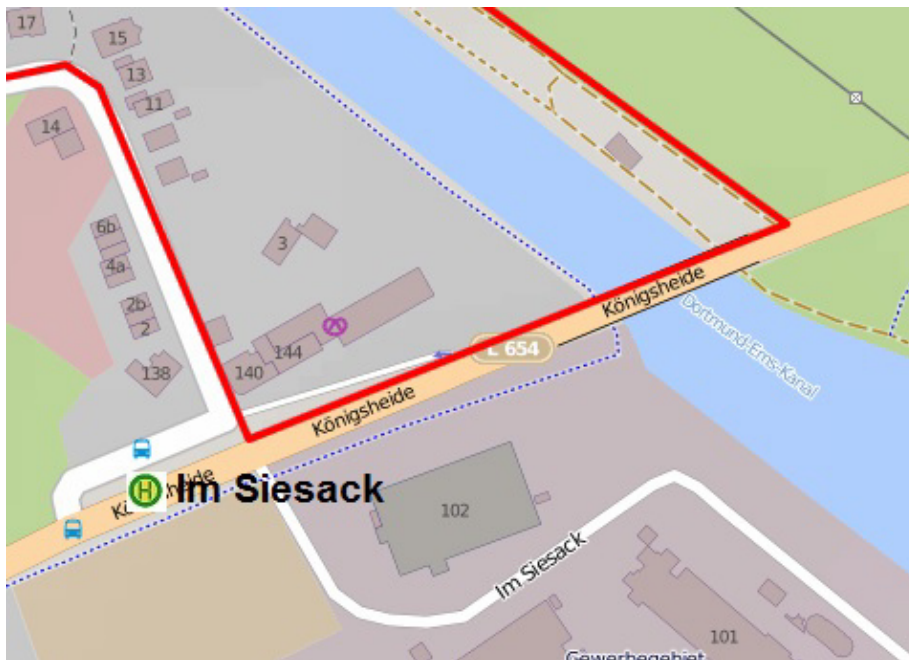 17
15
13
11
14
6b
4a
2b
2
138
3
144
140
L 654
Königsheide
Königsheide
Königsheide
Dortmund-Ems-Kanal
H
Im Siesack
102
Im Siesack
101
Gewerbegebiet